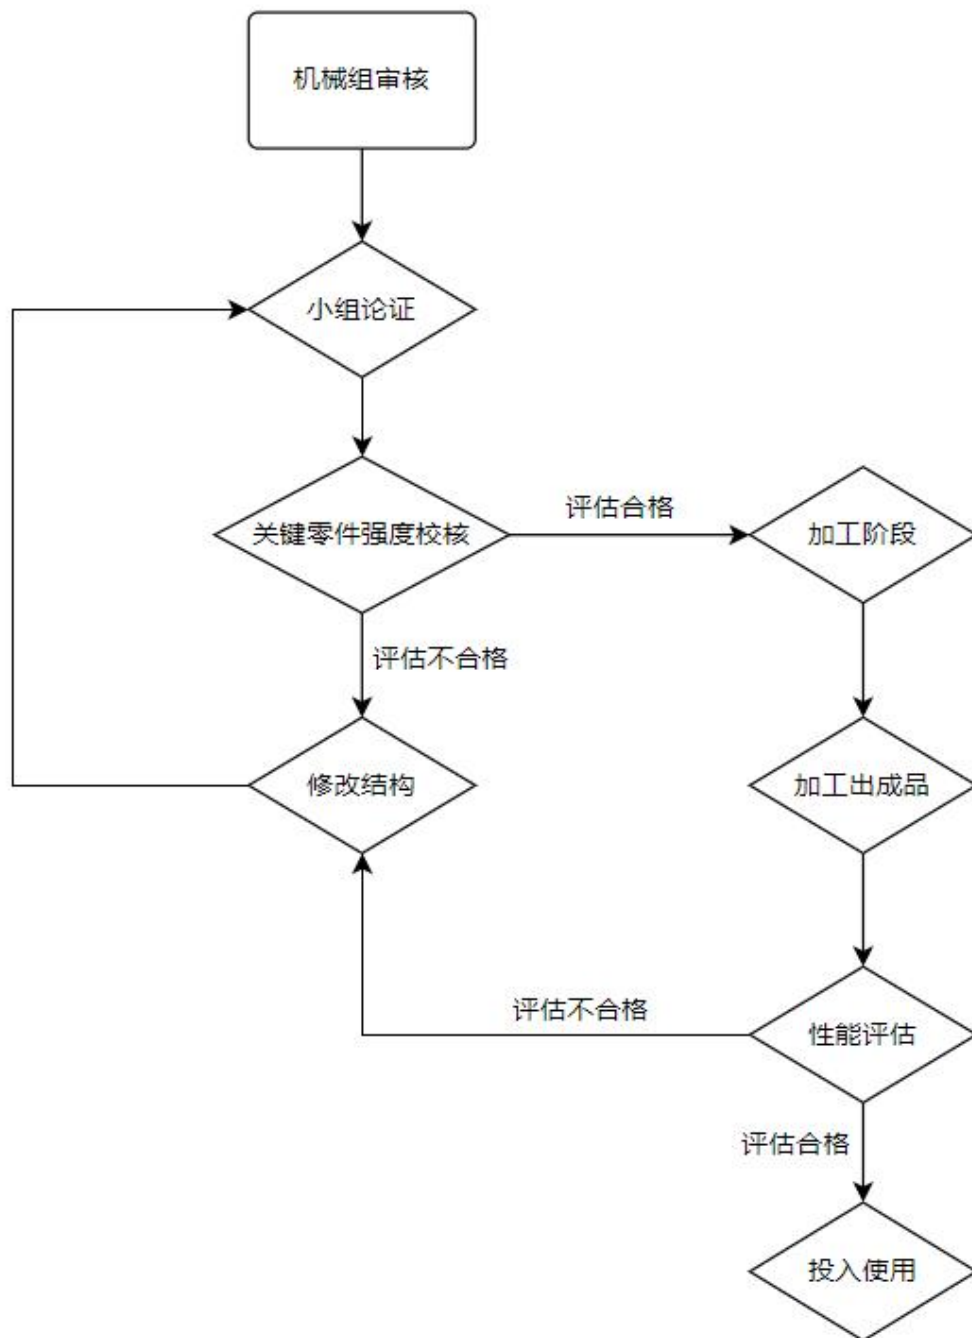 机械组审核
小组论证
关键零件强度校核
评估合格
加工阶段
评估不合格
修改结构
加工出成品
评估不合格
性能评估
评估合格
投入使用